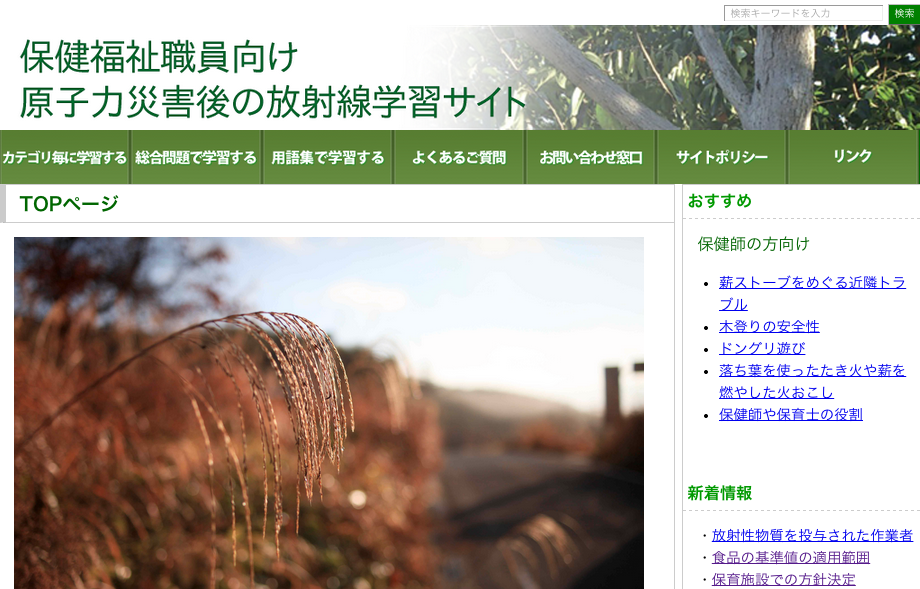 検索キーワードを入力
検索
保健福祉職員向け
原子力災害後の放射線学習サイト
カテゴリ毎に学習する
総合問題で学習する
用語集で学習する
よくあるご質問
お問い合わせ窓口
サイトポリシー
リンク
TOPページ
おすすめ
保健師の方向け
• 薪ストーブをめぐる近隣トラ
ブル
• 木登りの安全性
• ドングリ遊び
• 落ち葉を使ったたき火や薪を
燃やした火おこし
• 保健師や保育士の役割
新着情報
・放射性物質を投与された作業者
・食品の基準値の適用範囲
・保育施設での方針決定